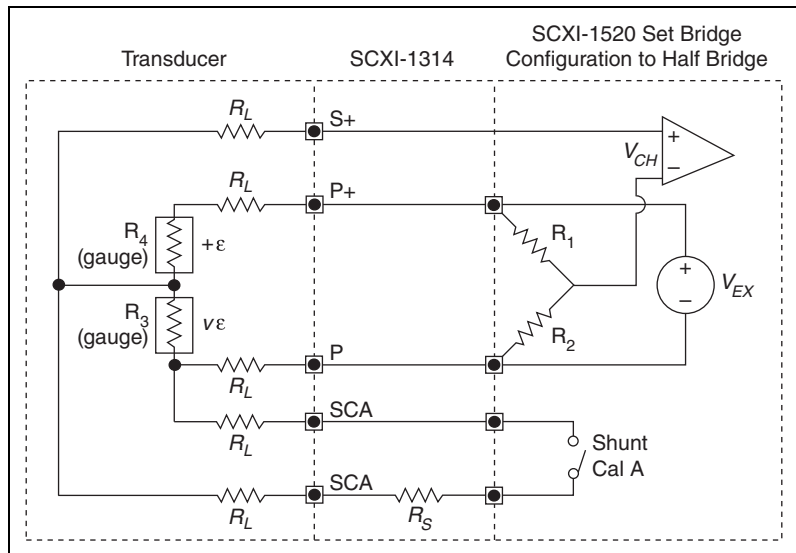 SCXI-1520 Set Bridge
Configuration to Half Bridge
Transducer
SCXI-1314
R_L
S+
+
V_CH
–
R_L
P+
R_4
(gauge)
+ε
R_1
+
V_EX
–
R_3
(gauge)
vε
R_2
P
R_L
SCA
R_L
Shunt
Cal A
SCA
R_L
R_S